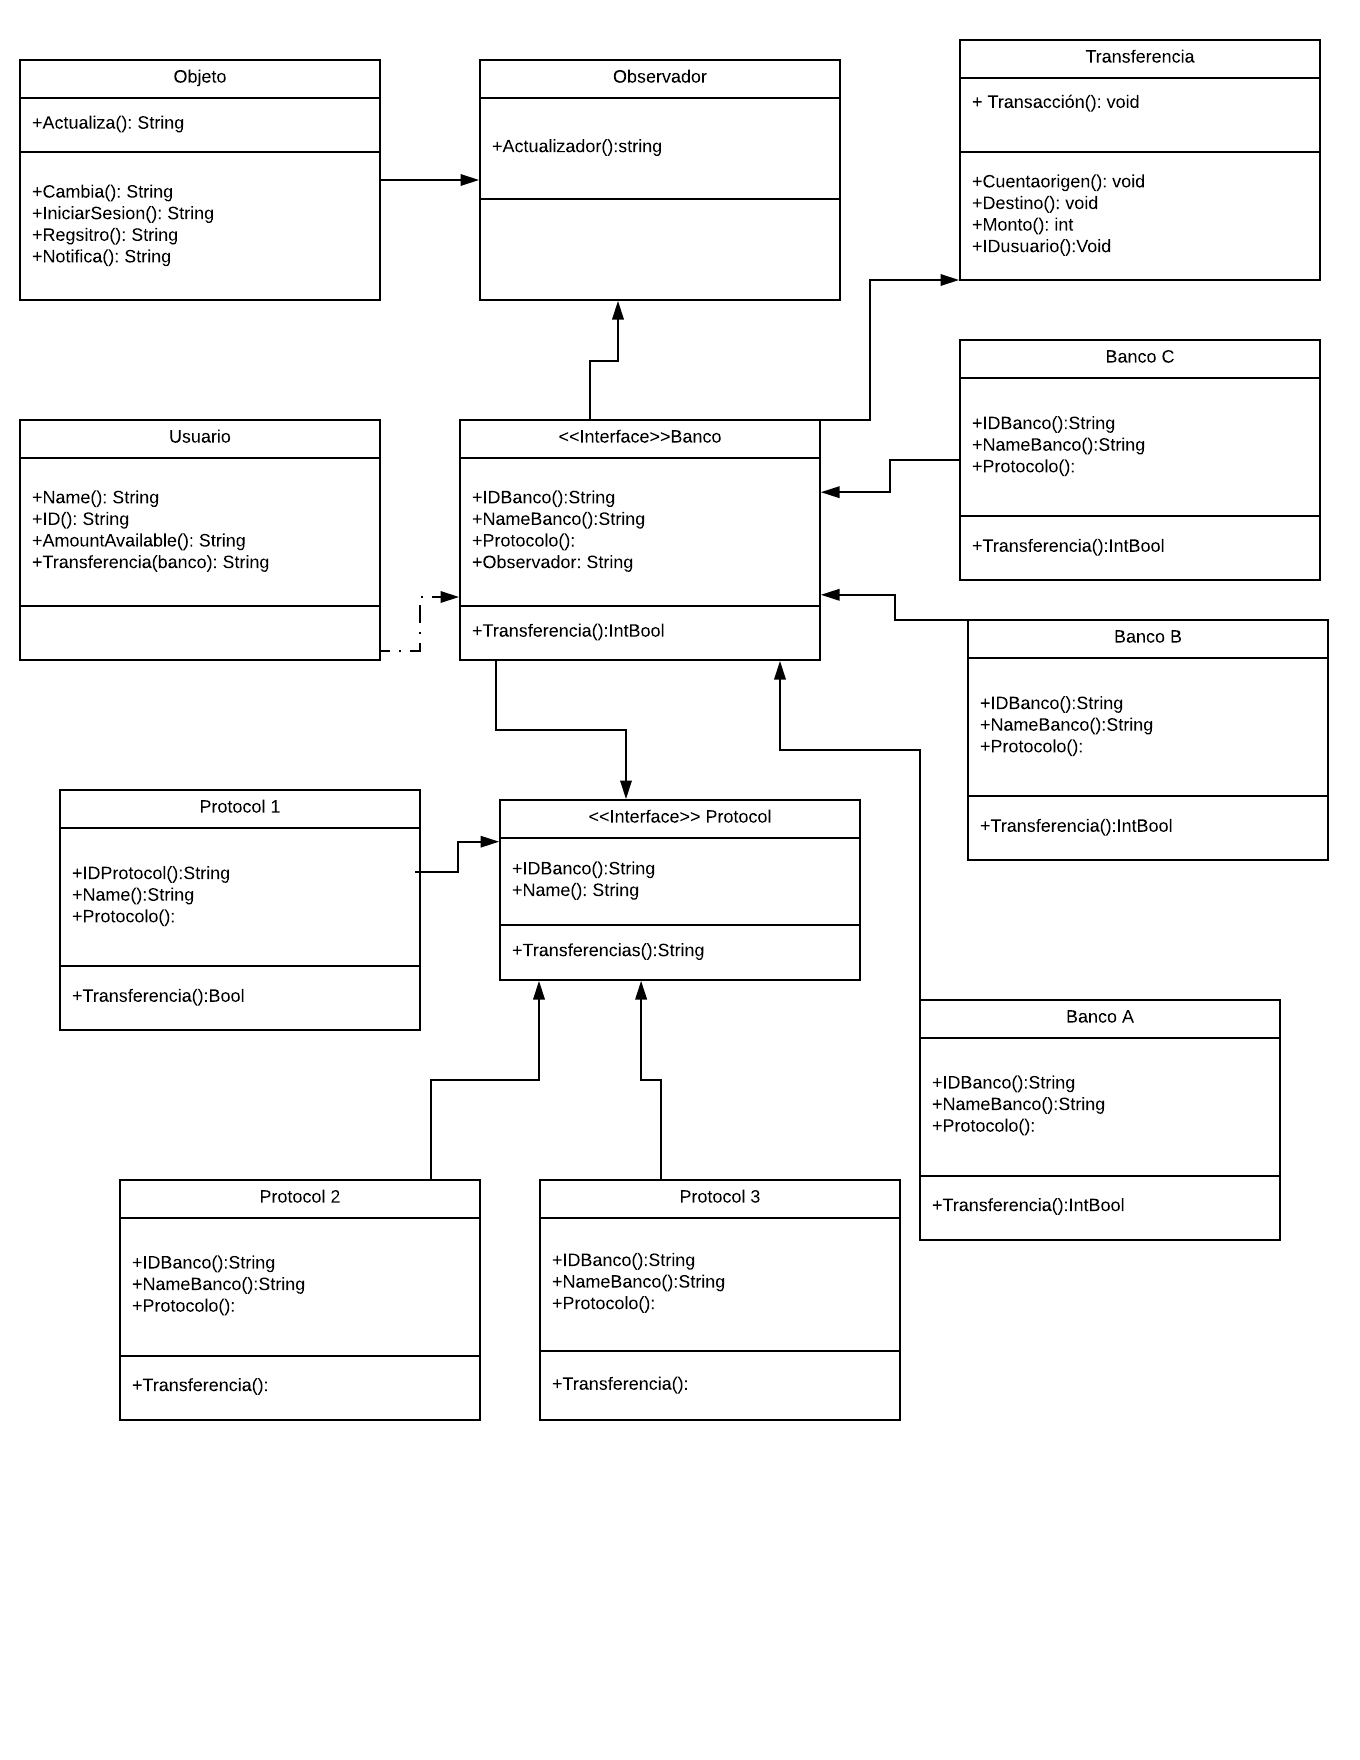 Objeto
+Actualiza(): String
+Cambia(): String
+IniciarSesion(): String
+Regsitro(): String
+Notifica(): String
Observador
+Actualizador():string
Transferencia
+ Transacción(): void
+Cuentaorigen(): void
+Destino(): void
+Monto(): int
+IDusuario():Void
Banco C
+IDBanco():String
+NameBanco():String
+Protocolo():
+Transferencia():IntBool
Usuario
+Name(): String
+ID(): String
+AmountAvailable(): String
+Transferencia(banco): String
<<Interface>>Banco
+IDBanco():String
+NameBanco():String
+Protocolo():
+Observador: String
+Transferencia():IntBool
Banco B
+IDBanco():String
+NameBanco():String
+Protocolo():
+Transferencia():IntBool
Protocol 1
+IDProtocol():String
+Name():String
+Protocolo():
+Transferencia():Bool
<<Interface>> Protocol
+IDBanco():String
+Name(): String
+Transferencias():String
Banco A
+IDBanco():String
+NameBanco():String
+Protocolo():
+Transferencia():IntBool
Protocol 2
+IDBanco():String
+NameBanco():String
+Protocolo():
+Transferencia():
Protocol 3
+IDBanco():String
+NameBanco():String
+Protocolo():
+Transferencia():